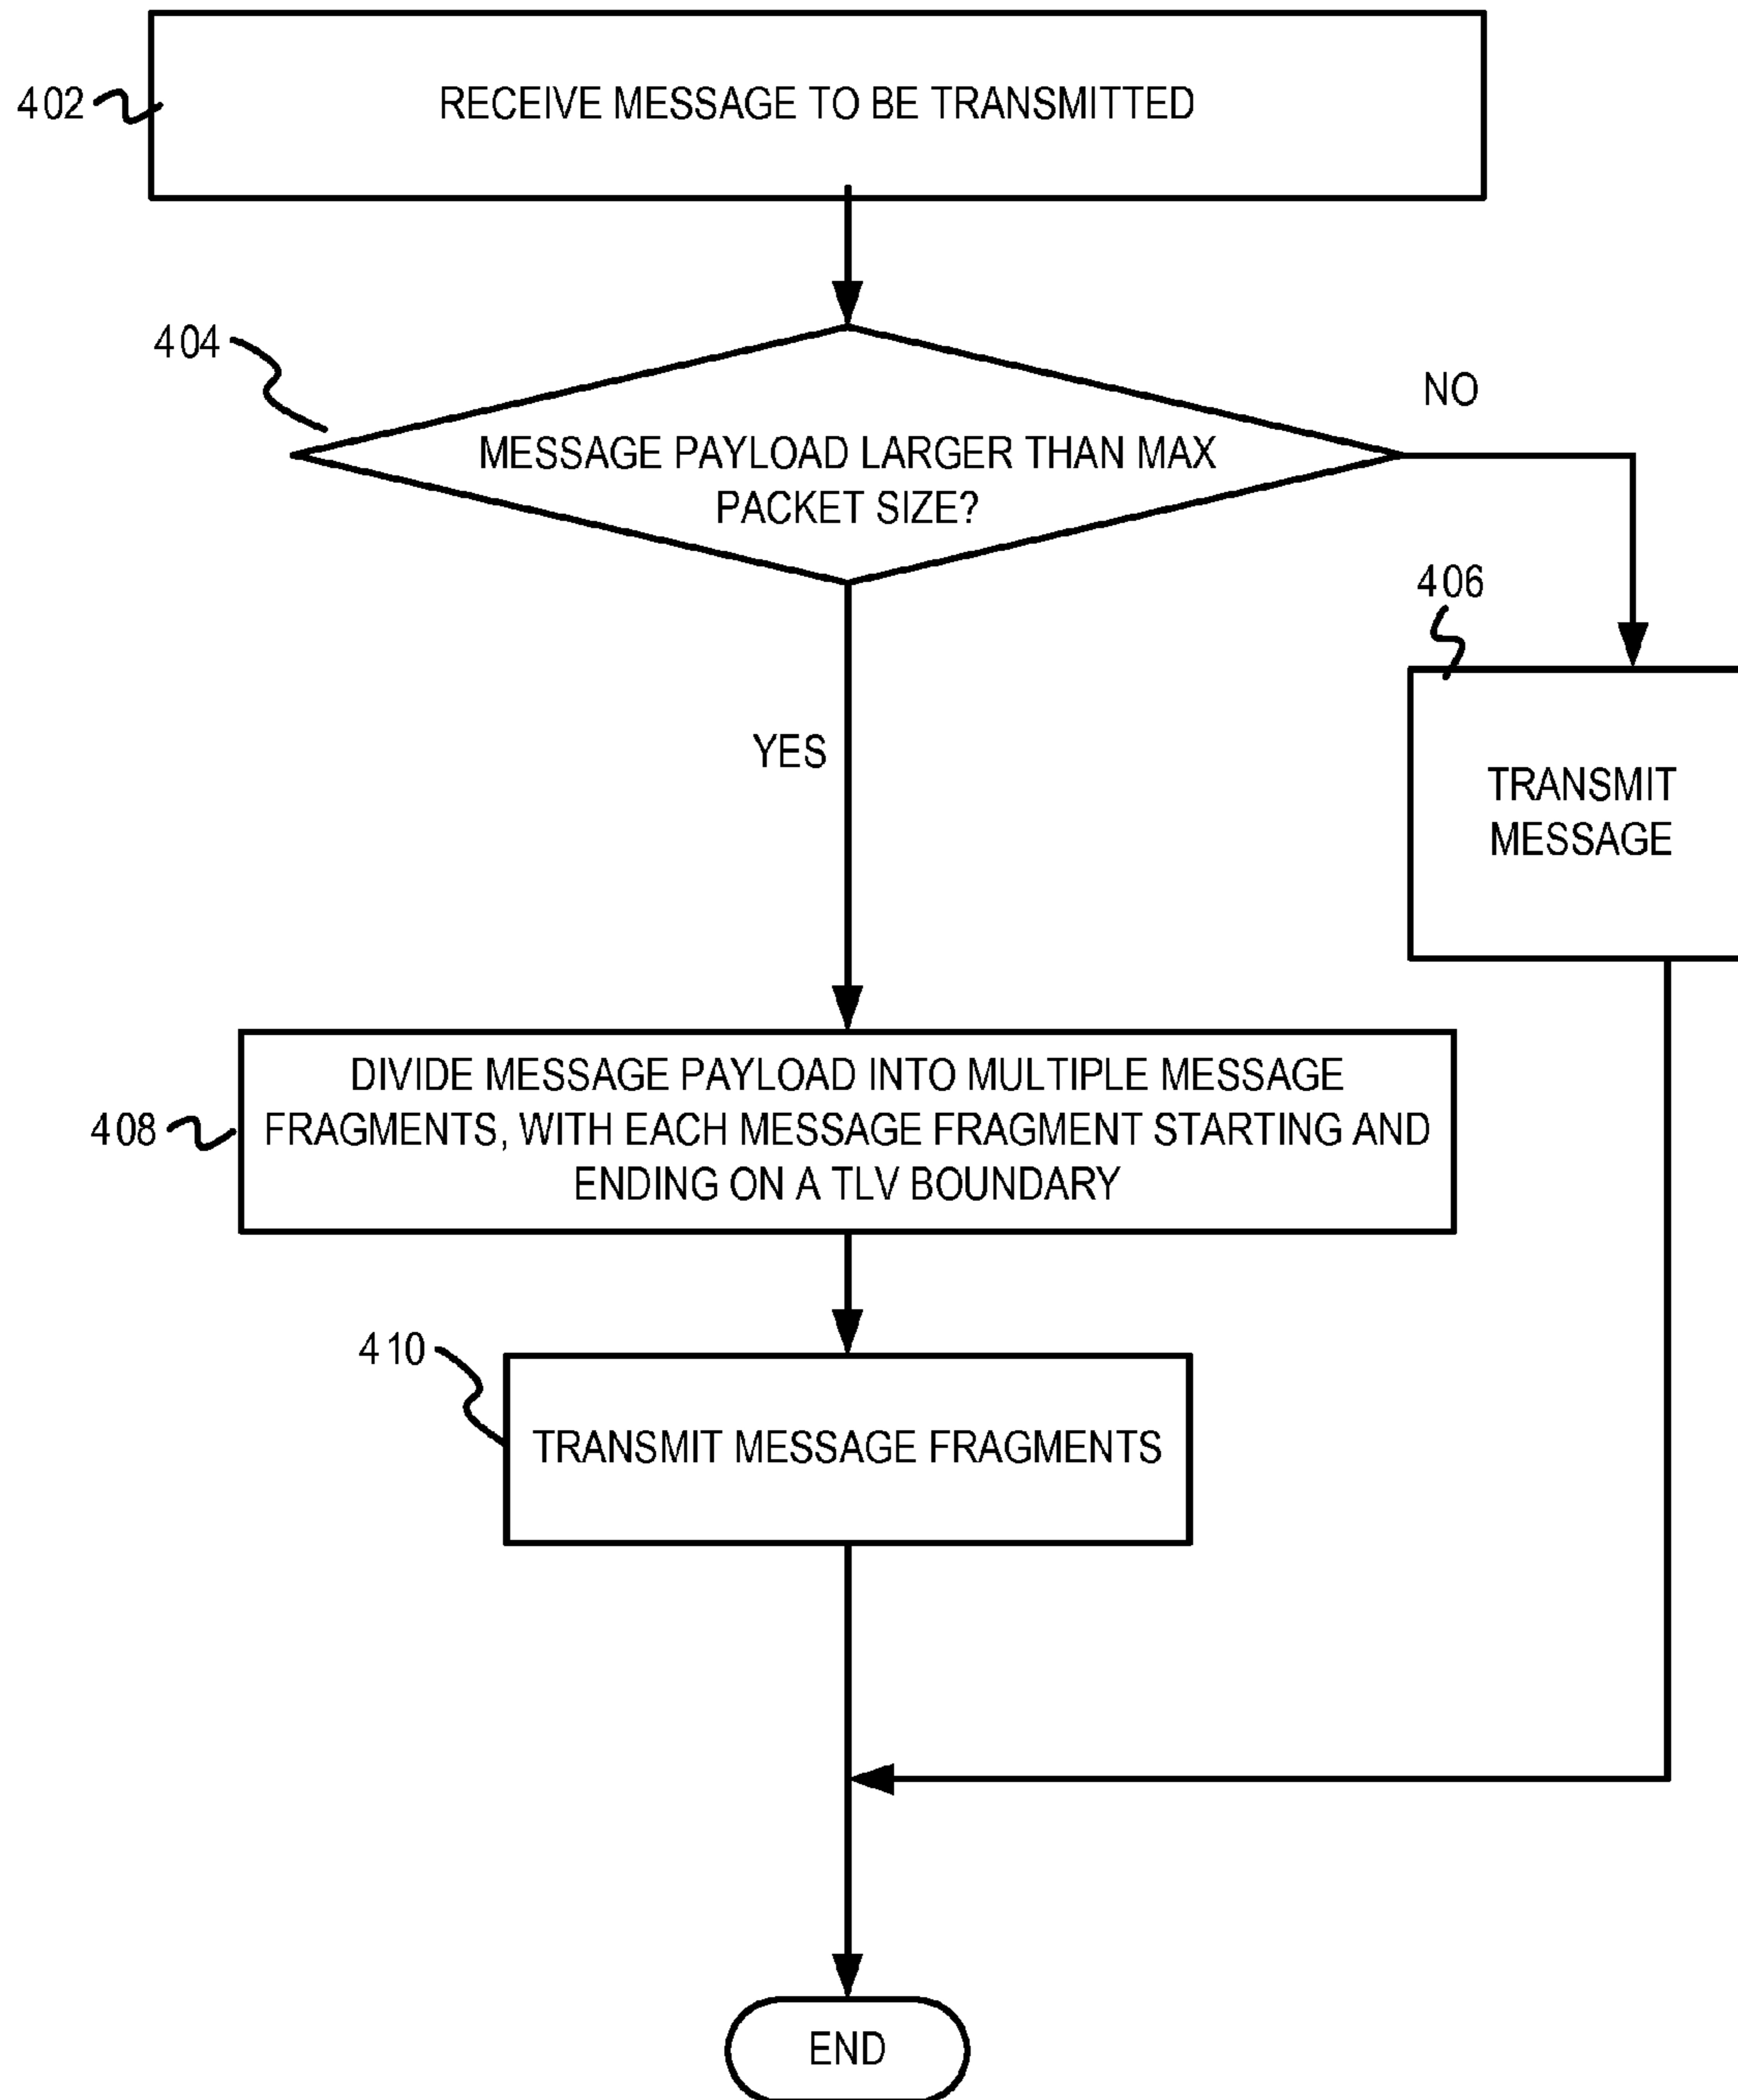 402
RECEIVE MESSAGE TO BE TRANSMITTED
404
MESSAGE PAYLOAD LARGER THAN MAX
PACKET SIZE?
NO
406
TRANSMIT
MESSAGE
YES
408
DIVIDE MESSAGE PAYLOAD INTO MULTIPLE MESSAGE
FRAGMENTS, WITH EACH MESSAGE FRAGMENT STARTING AND
ENDING ON A TLV BOUNDARY
410
TRANSMIT MESSAGE FRAGMENTS
END